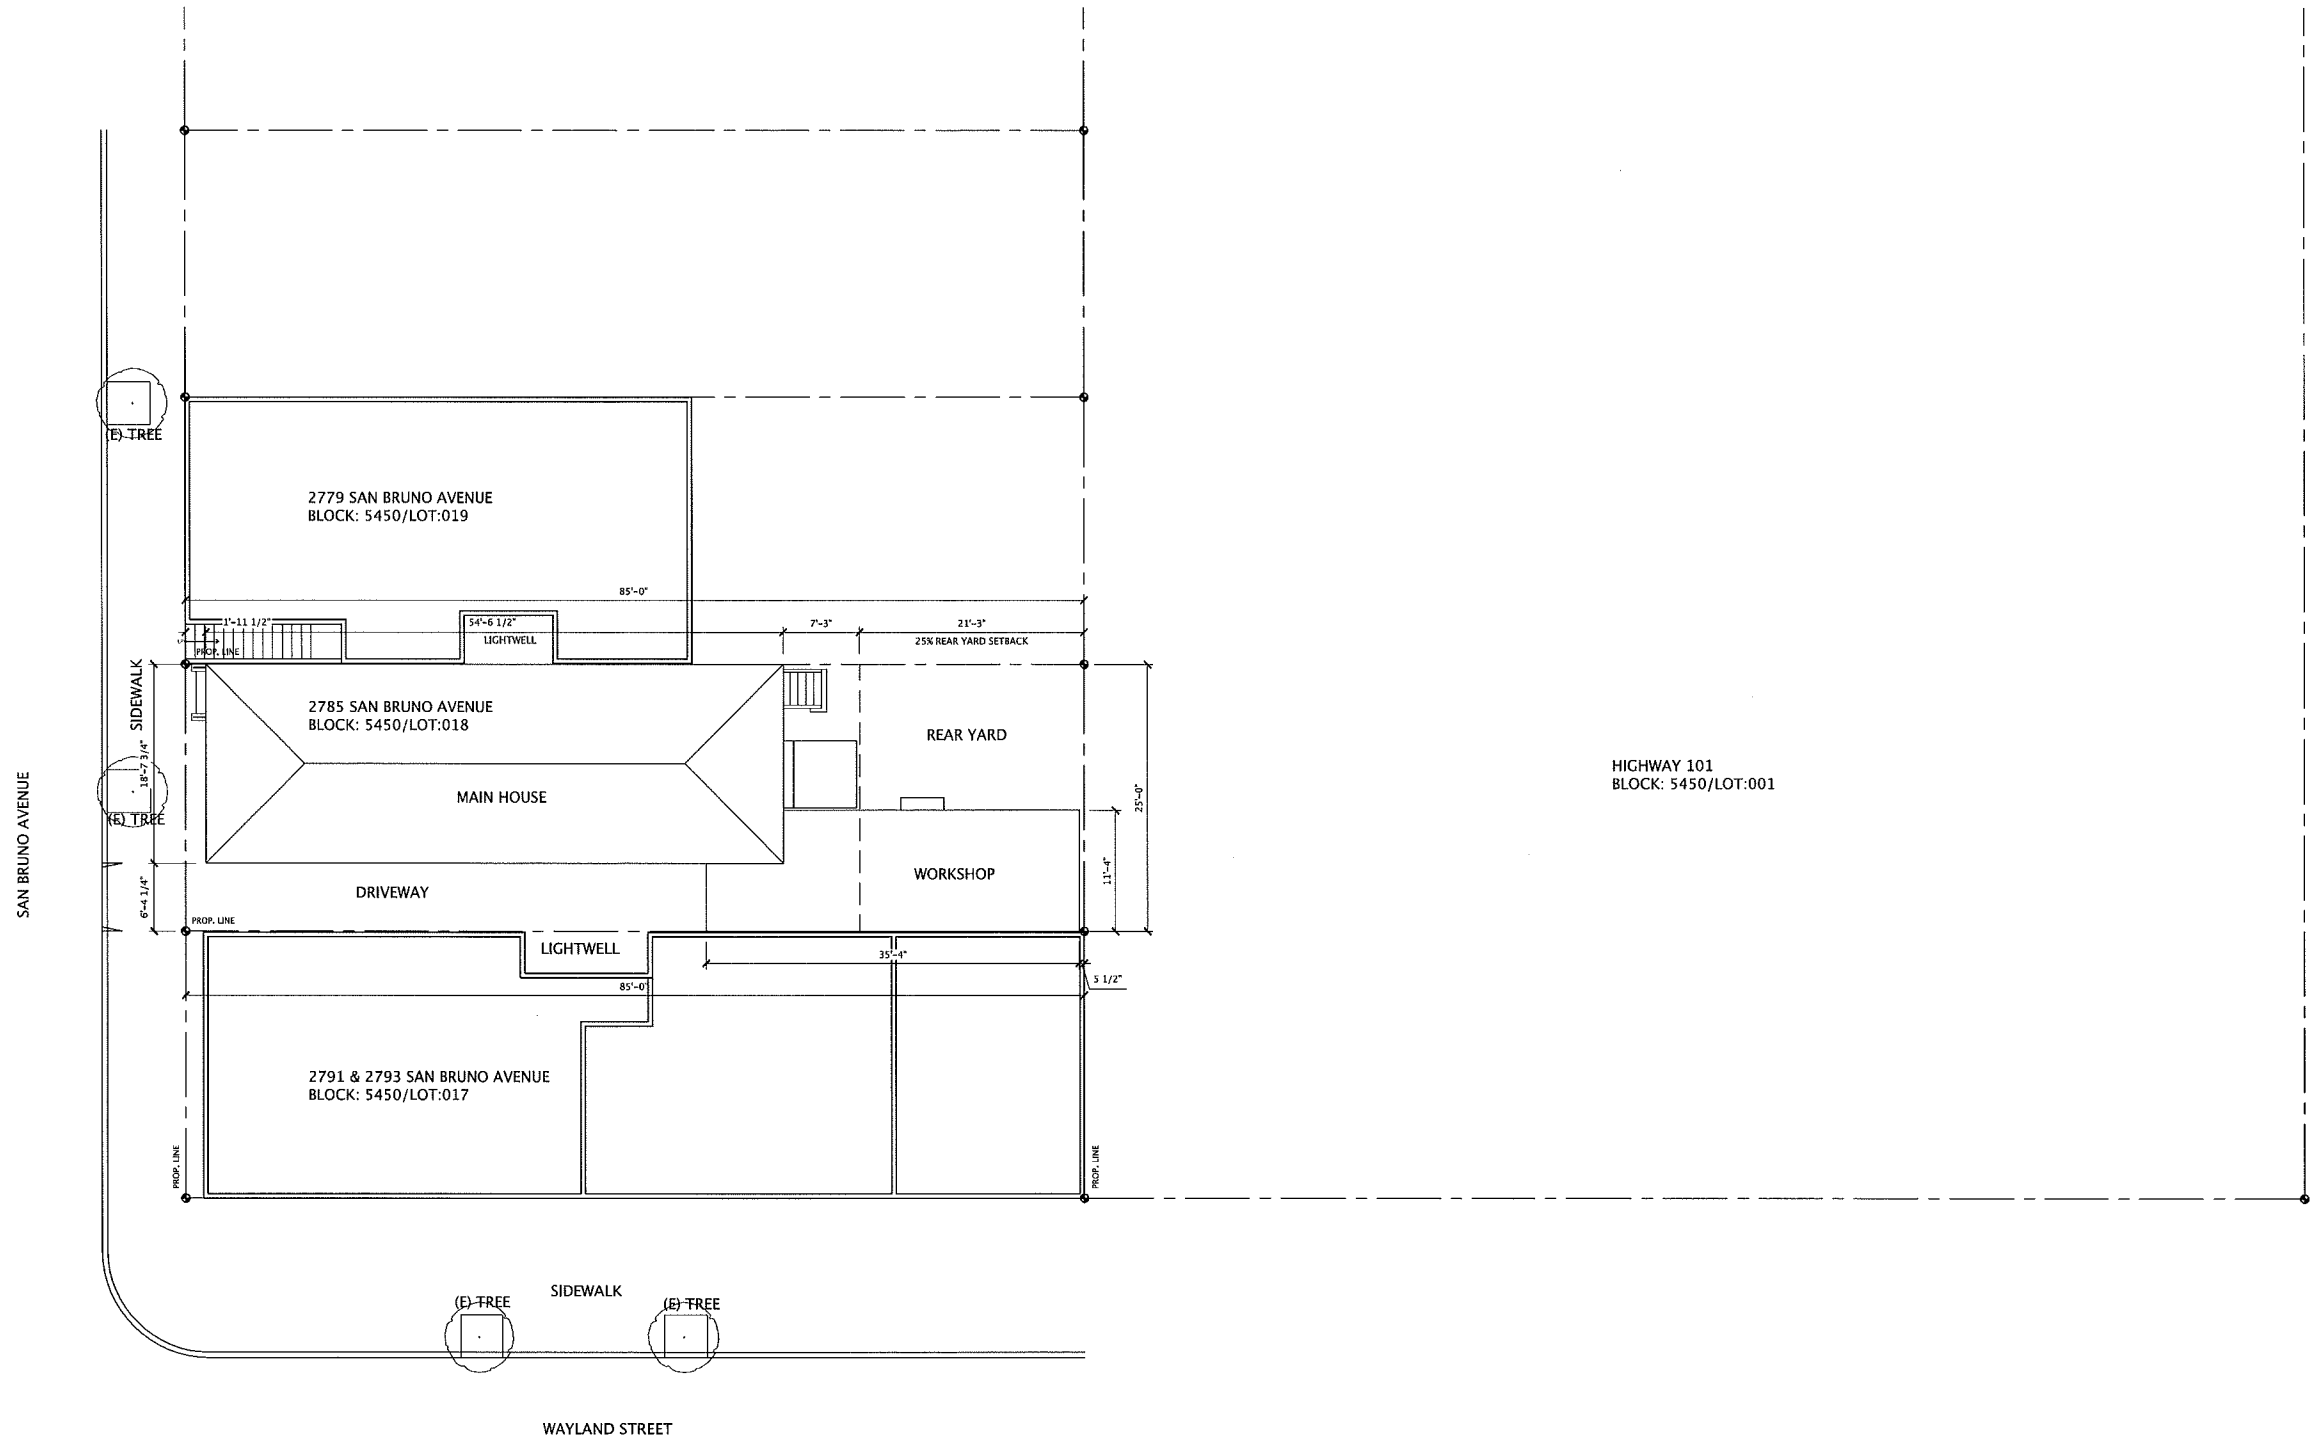 (E) TREE
2779 SAN BRUNO AVENUE
BLOCK: 5450/LOT:019
85'-0"
1'-11 1/2"
54'-6 1/2"
7'-3"
21'-3"
LIGHTWELL
25% REAR YARD SETBACK
PROP. LINE
SIDEWALK
2785 SAN BRUNO AVENUE
BLOCK: 5450/LOT:018
REAR YARD
18'-7 3/4"
HIGHWAY 101
BLOCK: 5450/LOT:001
MAIN HOUSE
25'-0"
(E) TREE
SAN BRUNO AVENUE
WORKSHOP
11'-4"
DRIVEWAY
6'-4 1/4"
PROP. LINE
LIGHTWELL
35'-4"
5 1/2"
85'-0"
2791 & 2793 SAN BRUNO AVENUE
BLOCK: 5450/LOT:017
PROP. LINE
PROP. LINE
SIDEWALK
(E) TREE
(E) TREE
WAYLAND STREET